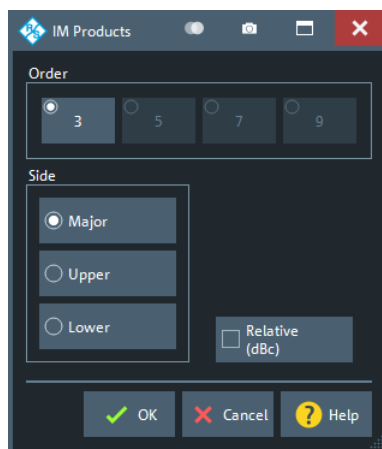 IM Products
Order
3 5 7 9
Side
Major
Upper
Lower
Relative
(dBc)
OK Cancel ? Help